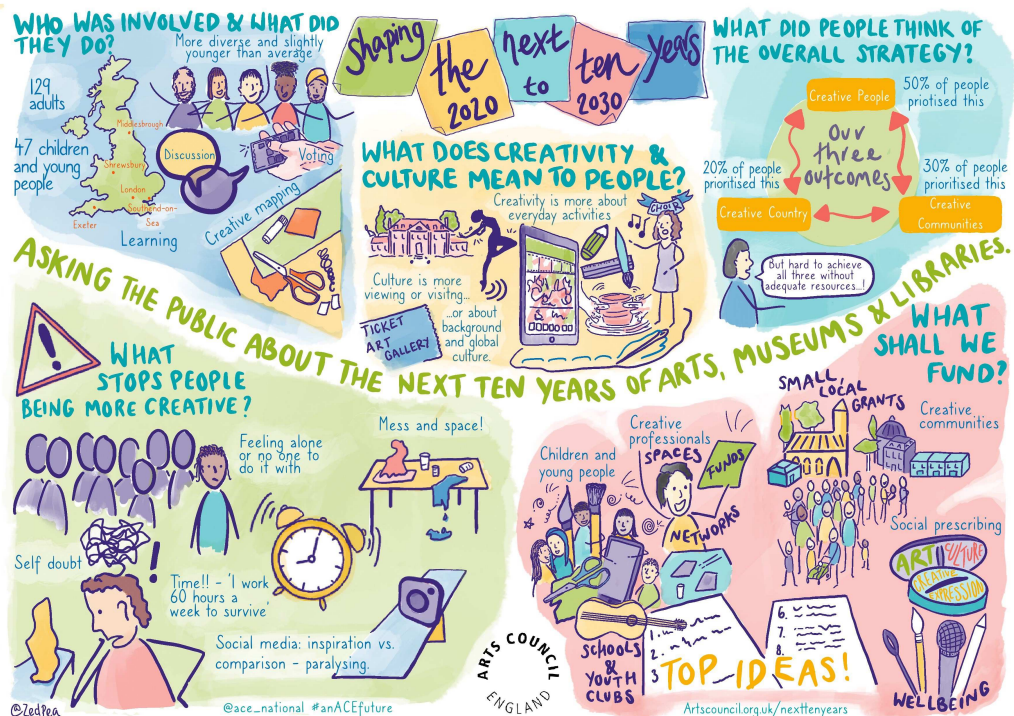 WHO WAS INVOLVED & WHAT DID
THEY DO?
More diverse and slightly
younger than average
129
adults
47 children
and young
people
Middlesbrough
Shrewsbury
London
Southend-on-
Sea
Exeter
Discussion
Voting
Learning
Creative mapping
shaping
the
next
ten
years
2020
to
2030
WHAT DOES CREATIVITY &
CULTURE MEAN TO PEOPLE?
Creativity is more about
everyday activities
CHOIR
Culture is more
viewing or visitng...
TICKET
ART
GALLERY
...or about
background
and global
culture.
WHAT DID PEOPLE THINK OF
THE OVERALL STRATEGY?
Creative People
50% of people
priotised this
Our
three
outcomes
20% of people
prioritised this
30% of people
prioritised this
Creative Country
Creative
Communities
But hard to achieve
all three without
adequate resources...!
ASKING THE PUBLIC ABOUT THE NEXT TEN YEARS OF ARTS, MUSEUMS & LIBRARIES.
WHAT
STOPS PEOPLE
BEING MORE CREATIVE?
Feeling alone
or no one to
do it with
Mess and space!
Self doubt
!
Time!! - 'I work
60 hours a
week to survive'
Social media: inspiration vs.
comparison - paralysing.
WHAT
SHALL WE
FUND?
SMALL,
LOCAL
GRANTS
Creative
communities
Creative
professionals
SPACES
FUNDS
NETWORKS
Children and
young people
Social prescribing
ART
CULTURE
CREATIVE
EXPRESSION
WELLBEING
SCHOOLS
&
YOUTH
CLUBS
1.
2.
3
6.
7.
8.
TOP IDEAS!
ARTS COUNCIL
ENGLAND
@ZedPea
@ace_national #anACEfuture
Artscouncil.org.uk/nexttenyears